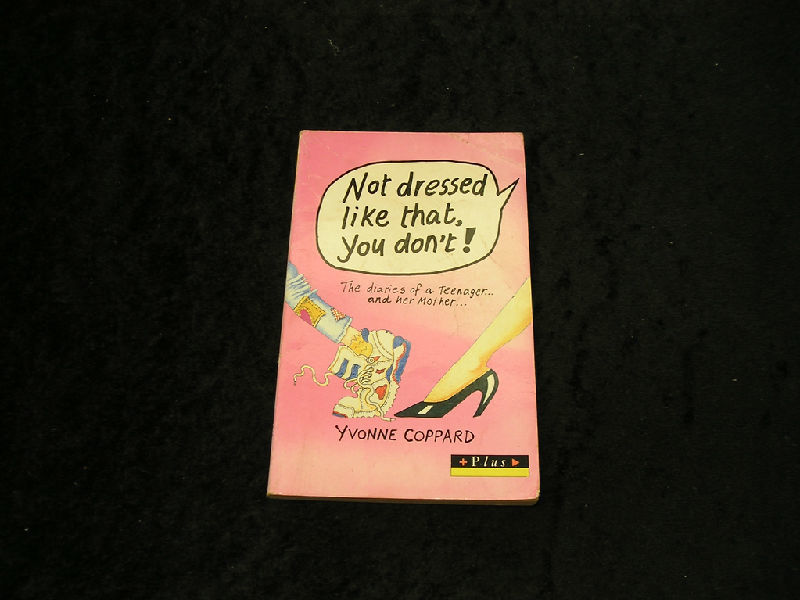 Not dressed
like that,
you don't!
The diaries of a Teenager...
and her Mother...
YVONNE COPPARD
Plus